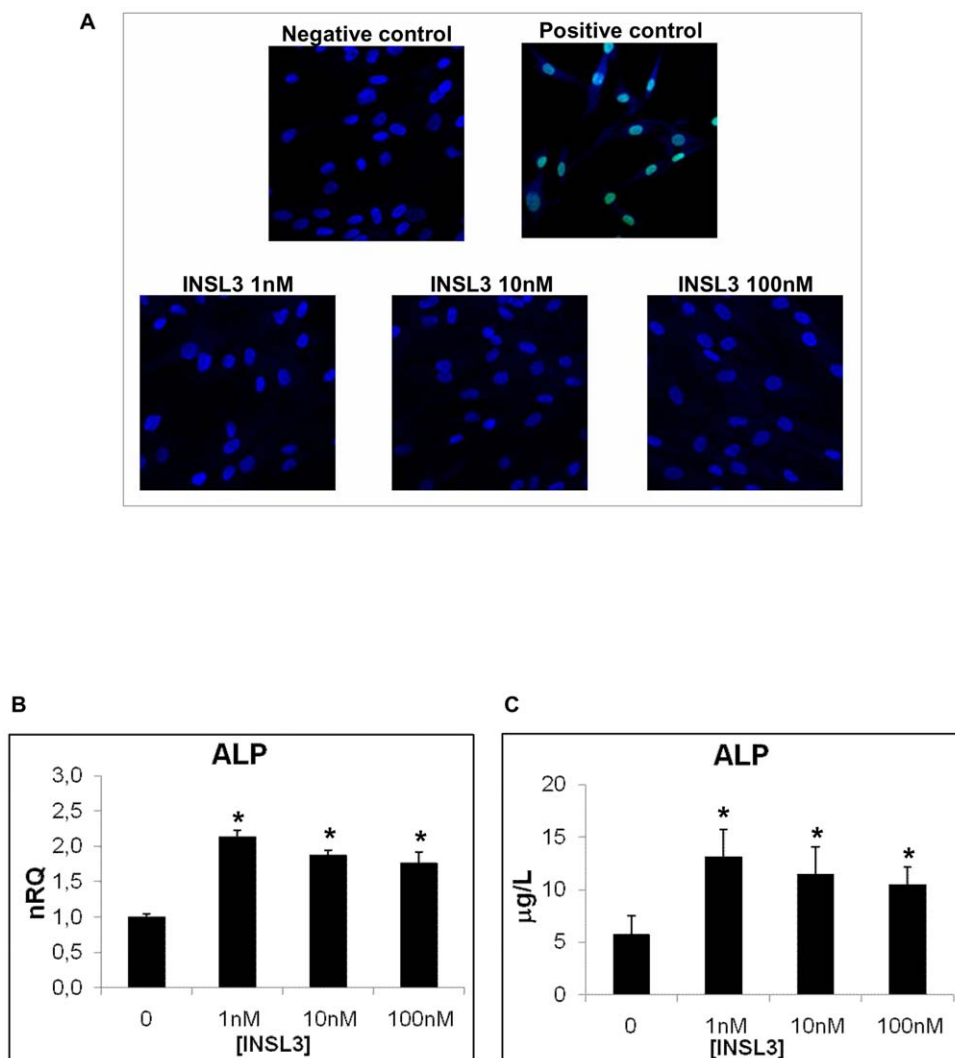 A
Negative control
Positive control
INSL3 1nM
INSL3 10nM
INSL3 100nM
B
ALP
3,0
2,5
2,0
1,5
1,0
0,5
0,0
nRQ
*
*
*
0
1nM
10nM
100nM
[INSL3]
C
ALP
20
15
10
5
0
μg/L
*
*
*
0
1nM
10nM
100nM
[INSL3]